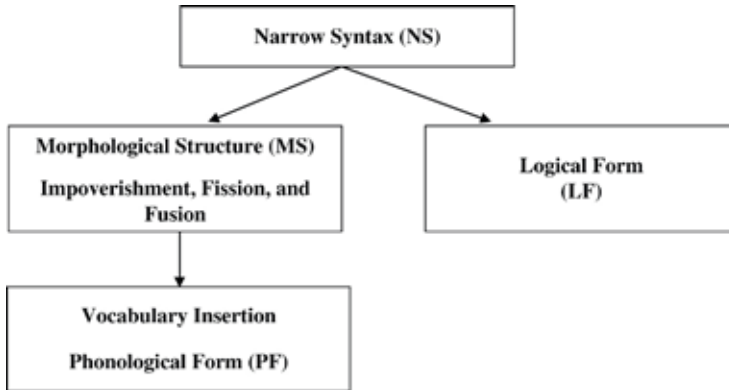 Narrow Syntax (NS)
Morphological Structure (MS)
Impoverishment, Fission, and
Fusion
Logical Form
(LF)
Vocabulary Insertion
Phonological Form (PF)